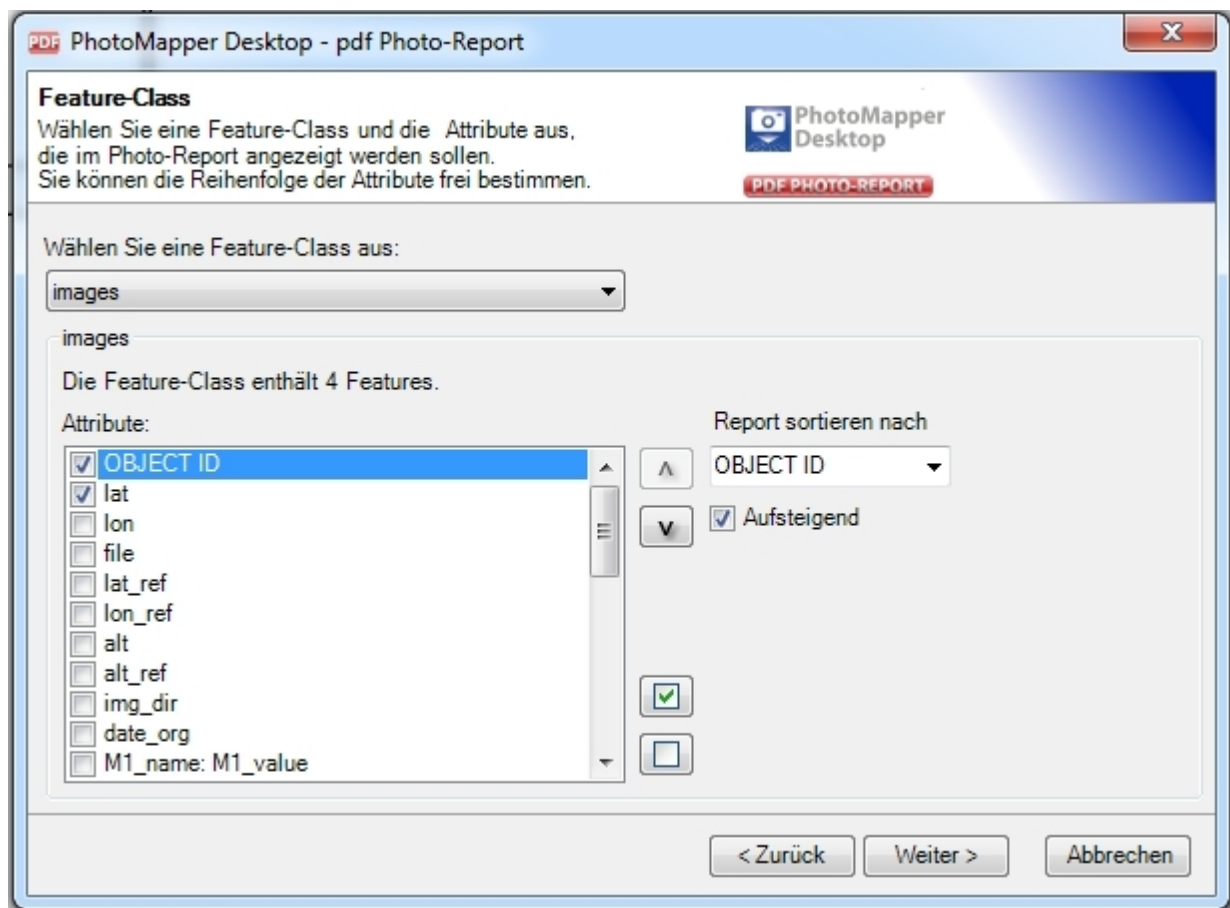 PDF PhotoMapper Desktop - pdf Photo-Report
Feature-Class
Wählen Sie eine Feature-Class und die Attribute aus,
die im Photo-Report angezeigt werden sollen.
Sie können die Reihenfolge der Attribute frei bestimmen.
PhotoMapper
Desktop
PDF PHOTO-REPORT
Wählen Sie eine Feature-Class aus:
images
images
Die Feature-Class enthält 4 Features.
Attribute:
OBJECT ID
lat
lon
file
lat_ref
lon_ref
alt
alt_ref
img_dir
date_org
M1_name: M1_value
Report sortieren nach
OBJECT ID
Aufsteigend
< Zurück
Weiter >
Abbrechen